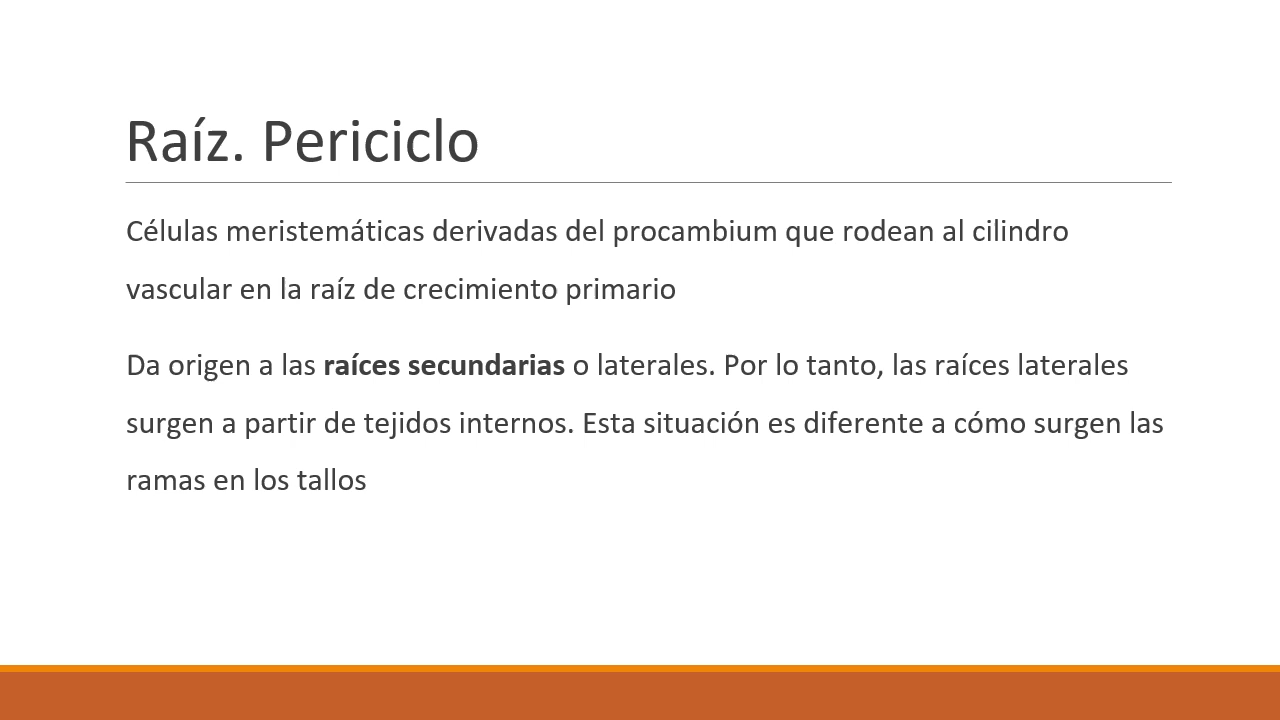 Raíz. Periciclo
Células meristemáticas derivadas del procambium que rodean al cilindro
vascular en la raíz de crecimiento primario
Da origen a las raíces secundarias o laterales. Por lo tanto, las raíces laterales
surgen a partir de tejidos internos. Esta situación es diferente a cómo surgen las
ramas en los tallos